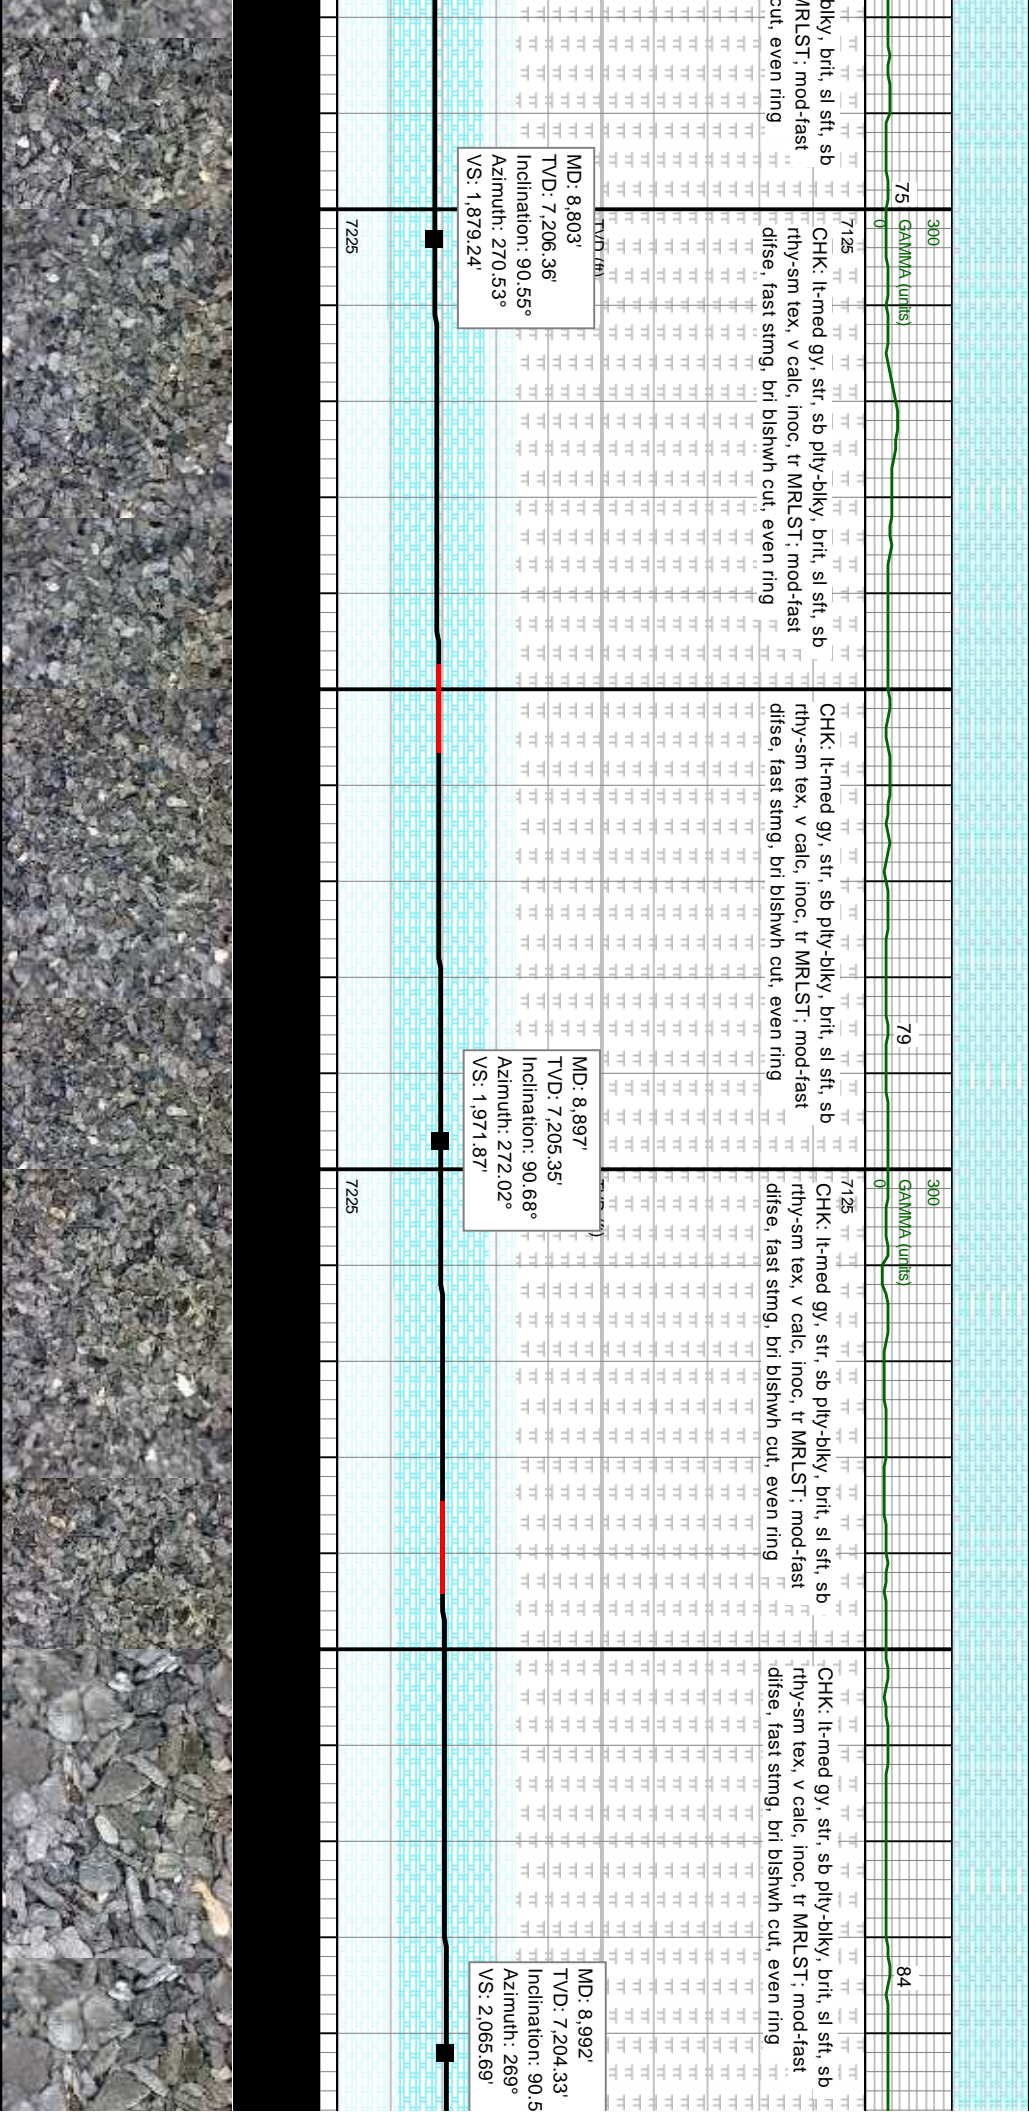 blky, brit, sl sft, sb
MRLST; mod-fast
cut, even ring
75
MD: 8,803'
TVD: 7,206.36'
Inclination: 90.55°
Azimuth: 270.53°
VS: 1,879.24'
300
GAMMA (units)
0
7125
TVD (ft)
7225
CHK: lt-med gy, str, sb plty-blky, brit, sl sft, sb
rthy-sm tex, v calc, inoc, tr MRLST; mod-fast
difse, fast stmg, bri blshwh cut, even ring
CHK: lt-med gy, str, sb plty-blky, brit, sl sft, sb
rthy-sm tex, v calc, inoc, tr MRLST; mod-fast
difse, fast stmg, bri blshwh cut, even ring
79
MD: 8,897'
TVD: 7,205.35'
Inclination: 90.68°
Azimuth: 272.02°
VS: 1,971.87'
300
GAMMA (units)
0
7125
7225
CHK: lt-med gy, str, sb plty-blky, brit, sl sft, sb
rthy-sm tex, v calc, inoc, tr MRLST; mod-fast
difse, fast stmg, bri blshwh cut, even ring
CHK: lt-med gy, str, sb plty-blky, brit, sl sft, sb
rthy-sm tex, v calc, inoc, tr MRLST; mod-fast
difse, fast stmg, bri blshwh cut, even ring
84
MD: 8,992'
TVD: 7,204.33'
Inclination: 90.5
Azimuth: 269°
VS: 2,065.69'